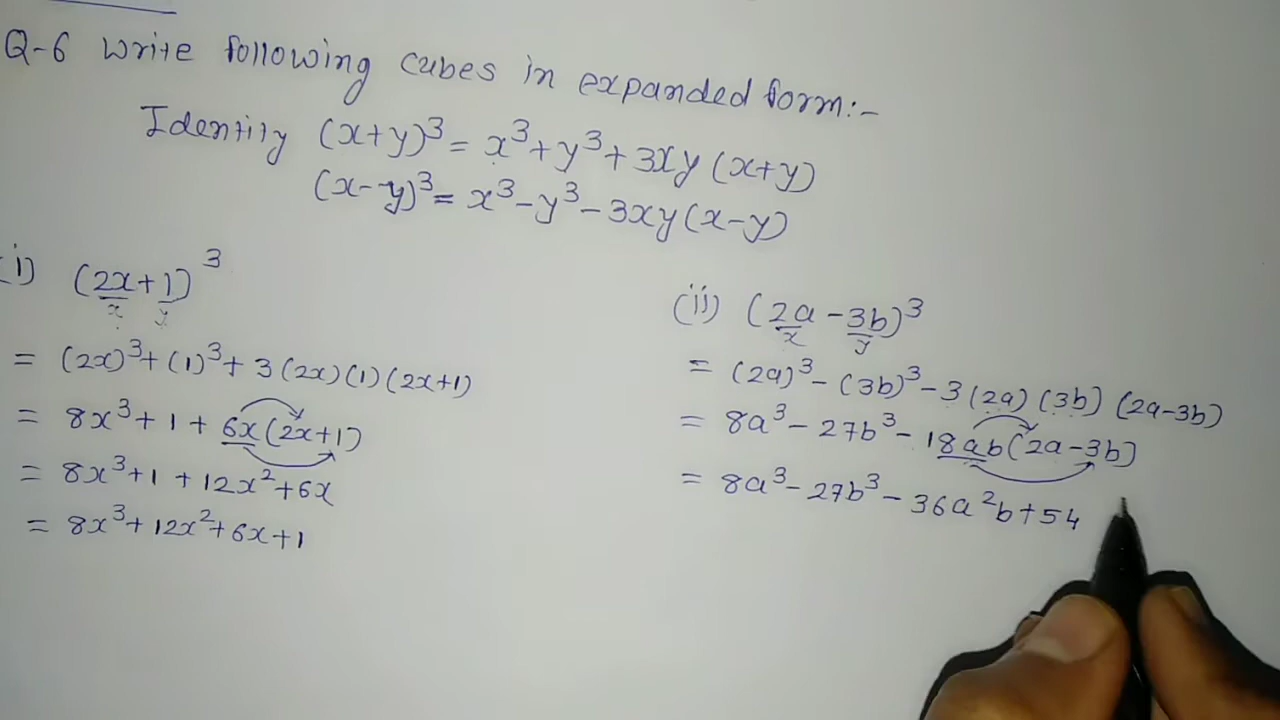 Q-6 Write following cubes in expanded form:-
Identity (x+y)³ = x³+y³+3xy(x+y)
(x-y)³ = x³-y³-3xy(x-y)
(i) (2x+1)³
x y
= (2x)³+(1)³+3(2x)(1)(2x+1)
= 8x³+1+6x(2x+1)
= 8x³+1+12x²+6x
= 8x³+12x²+6x+1
(ii) (2a-3b)³
x y
= (2a)³-(3b)³-3(2a)(3b)(2a-3b)
= 8a³-27b³-18ab(2a-3b)
= 8a³-27b³-36a²b+54